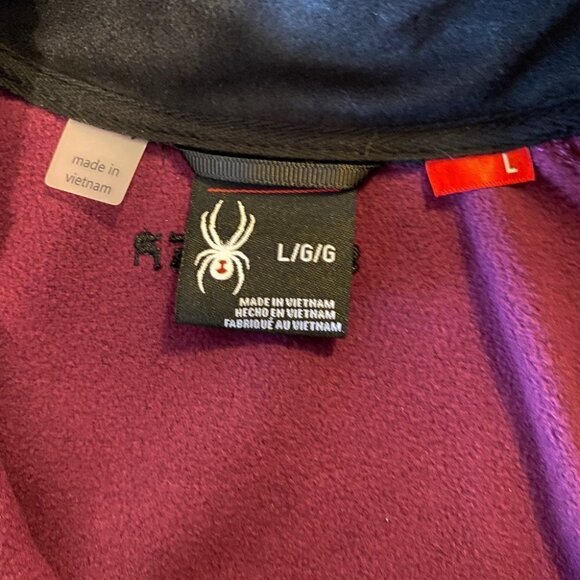 made in
vietnam
L
L/G/G
MADE IN VIETNAM
HECHO EN VIETNAM
FABRIQUÉ AU VIETNAM